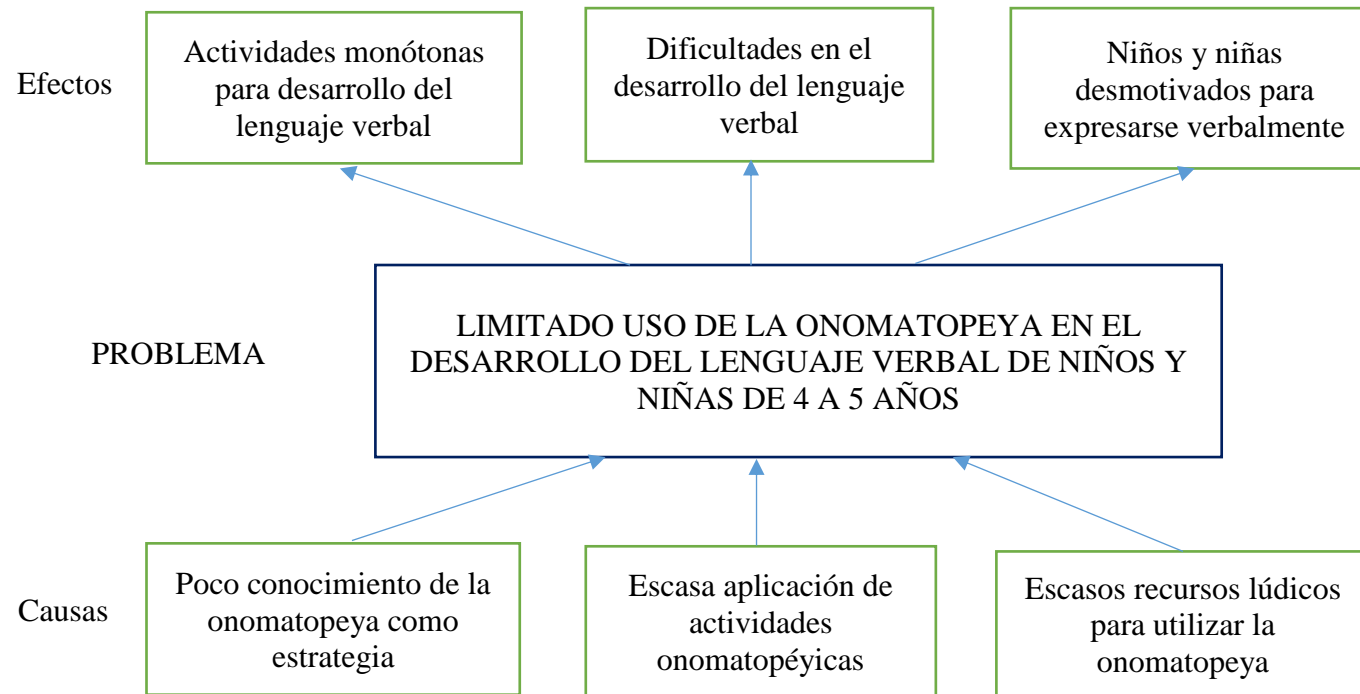 Efectos
Actividades monótonas
para desarrollo del
lenguaje verbal
Dificultades en el
desarrollo del lenguaje
verbal
Niños y niñas
desmotivados para
expresarse verbalmente
PROBLEMA
LIMITADO USO DE LA ONOMATOPEYA EN EL
DESARROLLO DEL LENGUAJE VERBAL DE NIÑOS Y
NIÑAS DE 4 A 5 AÑOS
Causas
Poco conocimiento de la
onomatopeya como
estrategia
Escasa aplicación de
actividades
onomatopéyicas
Escasos recursos lúdicos
para utilizar la
onomatopeya